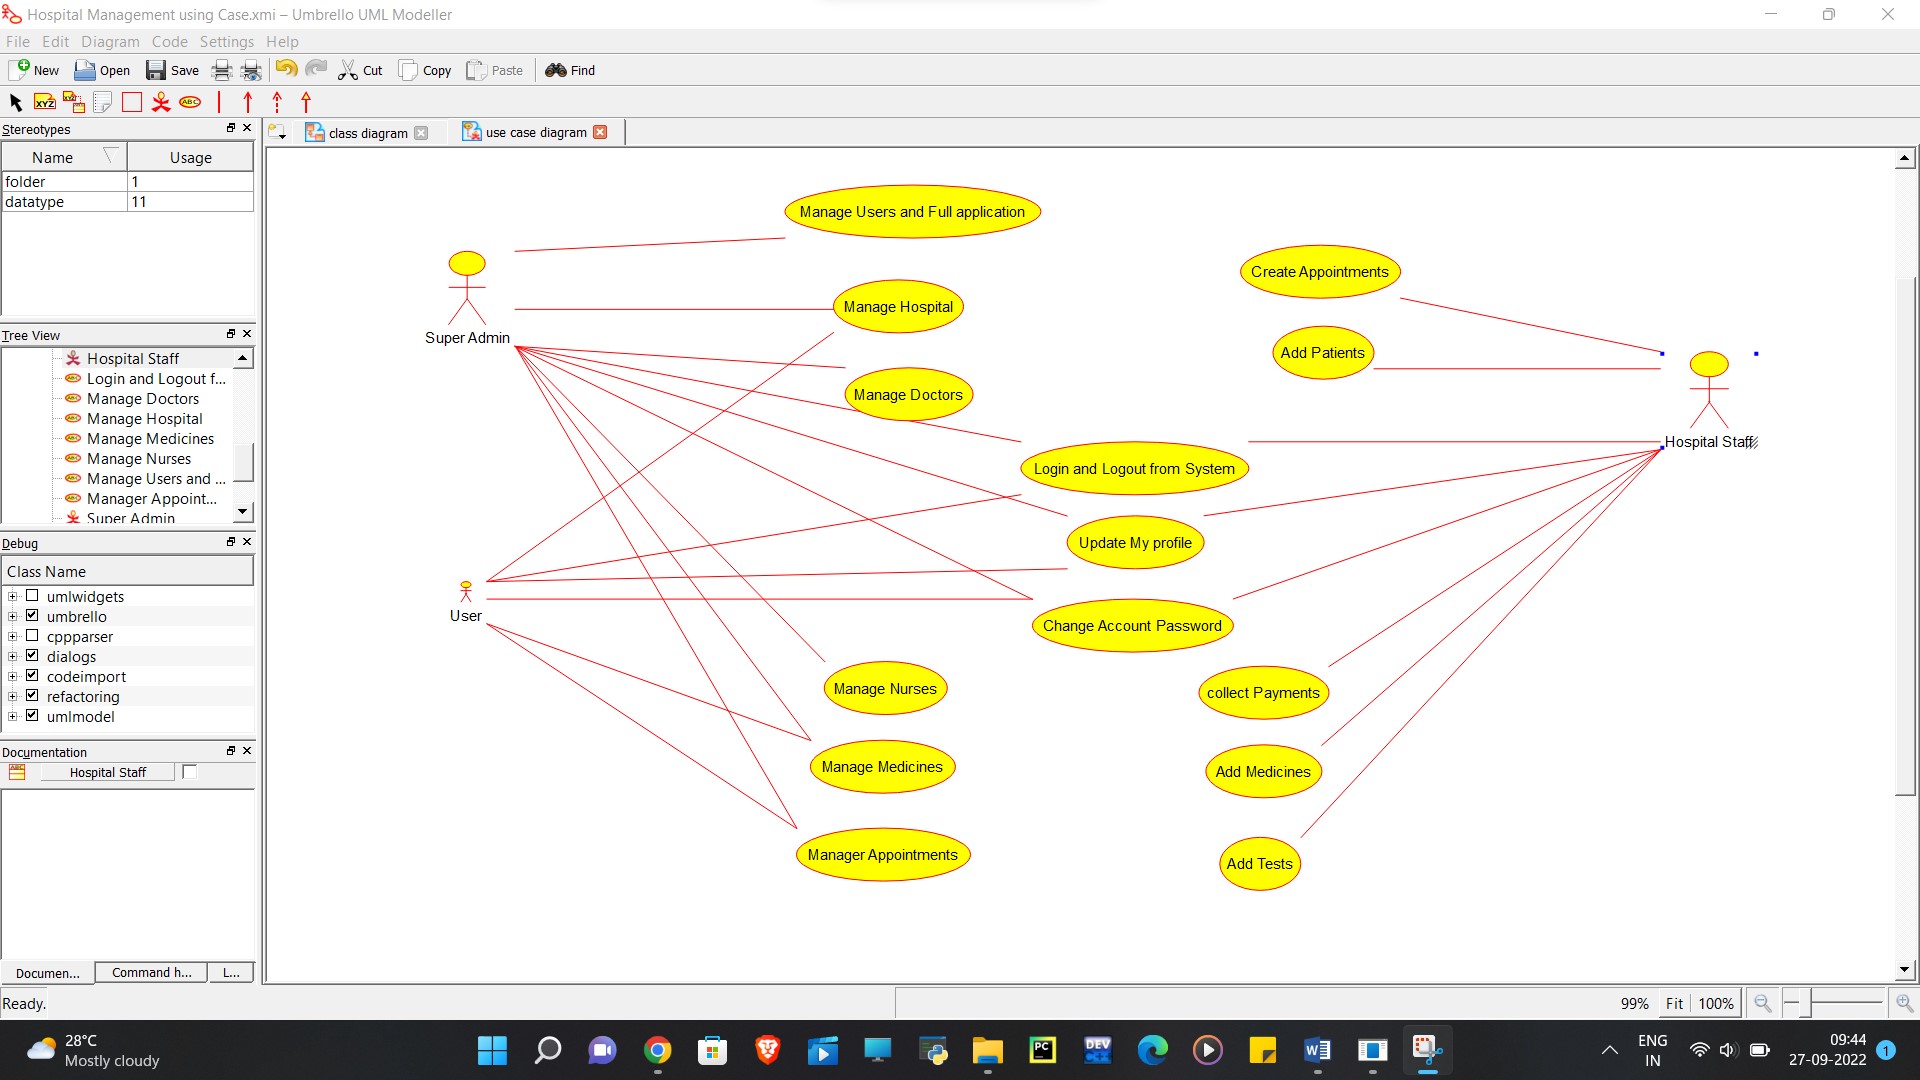 Hospital Management using Case.xmi – Umbrello UML Modeller
File Edit Diagram Code Settings Help
New Open Save Cut Copy Paste Find
XYZ XYZ ABC
Stereotypes
class diagram use case diagram
Name Usage
folder 1
datatype 11
Tree View
Hospital Staff
Login and Logout f...
Manage Doctors
Manage Hospital
Manage Medicines
Manage Nurses
Manage Users and ...
Manager Appoint...
Super Admin
Debug
Class Name
umlwidgets
umbrello
cppparser
dialogs
codeimport
refactoring
umlmodel
Documentation
Hospital Staff
Documen... Command h... L...
Manage Users and Full application
Create Appointments
Manage Hospital
Super Admin
Add Patients
Manage Doctors
Hospital Staff
Login and Logout from System
Update My profile
User
Change Account Password
Manage Nurses
collect Payments
Manage Medicines
Add Medicines
Manager Appointments
Add Tests
Ready.
99% Fit 100%
28°C
Mostly cloudy
PC
DEV
ENG
IN
09:44
27-09-2022
1